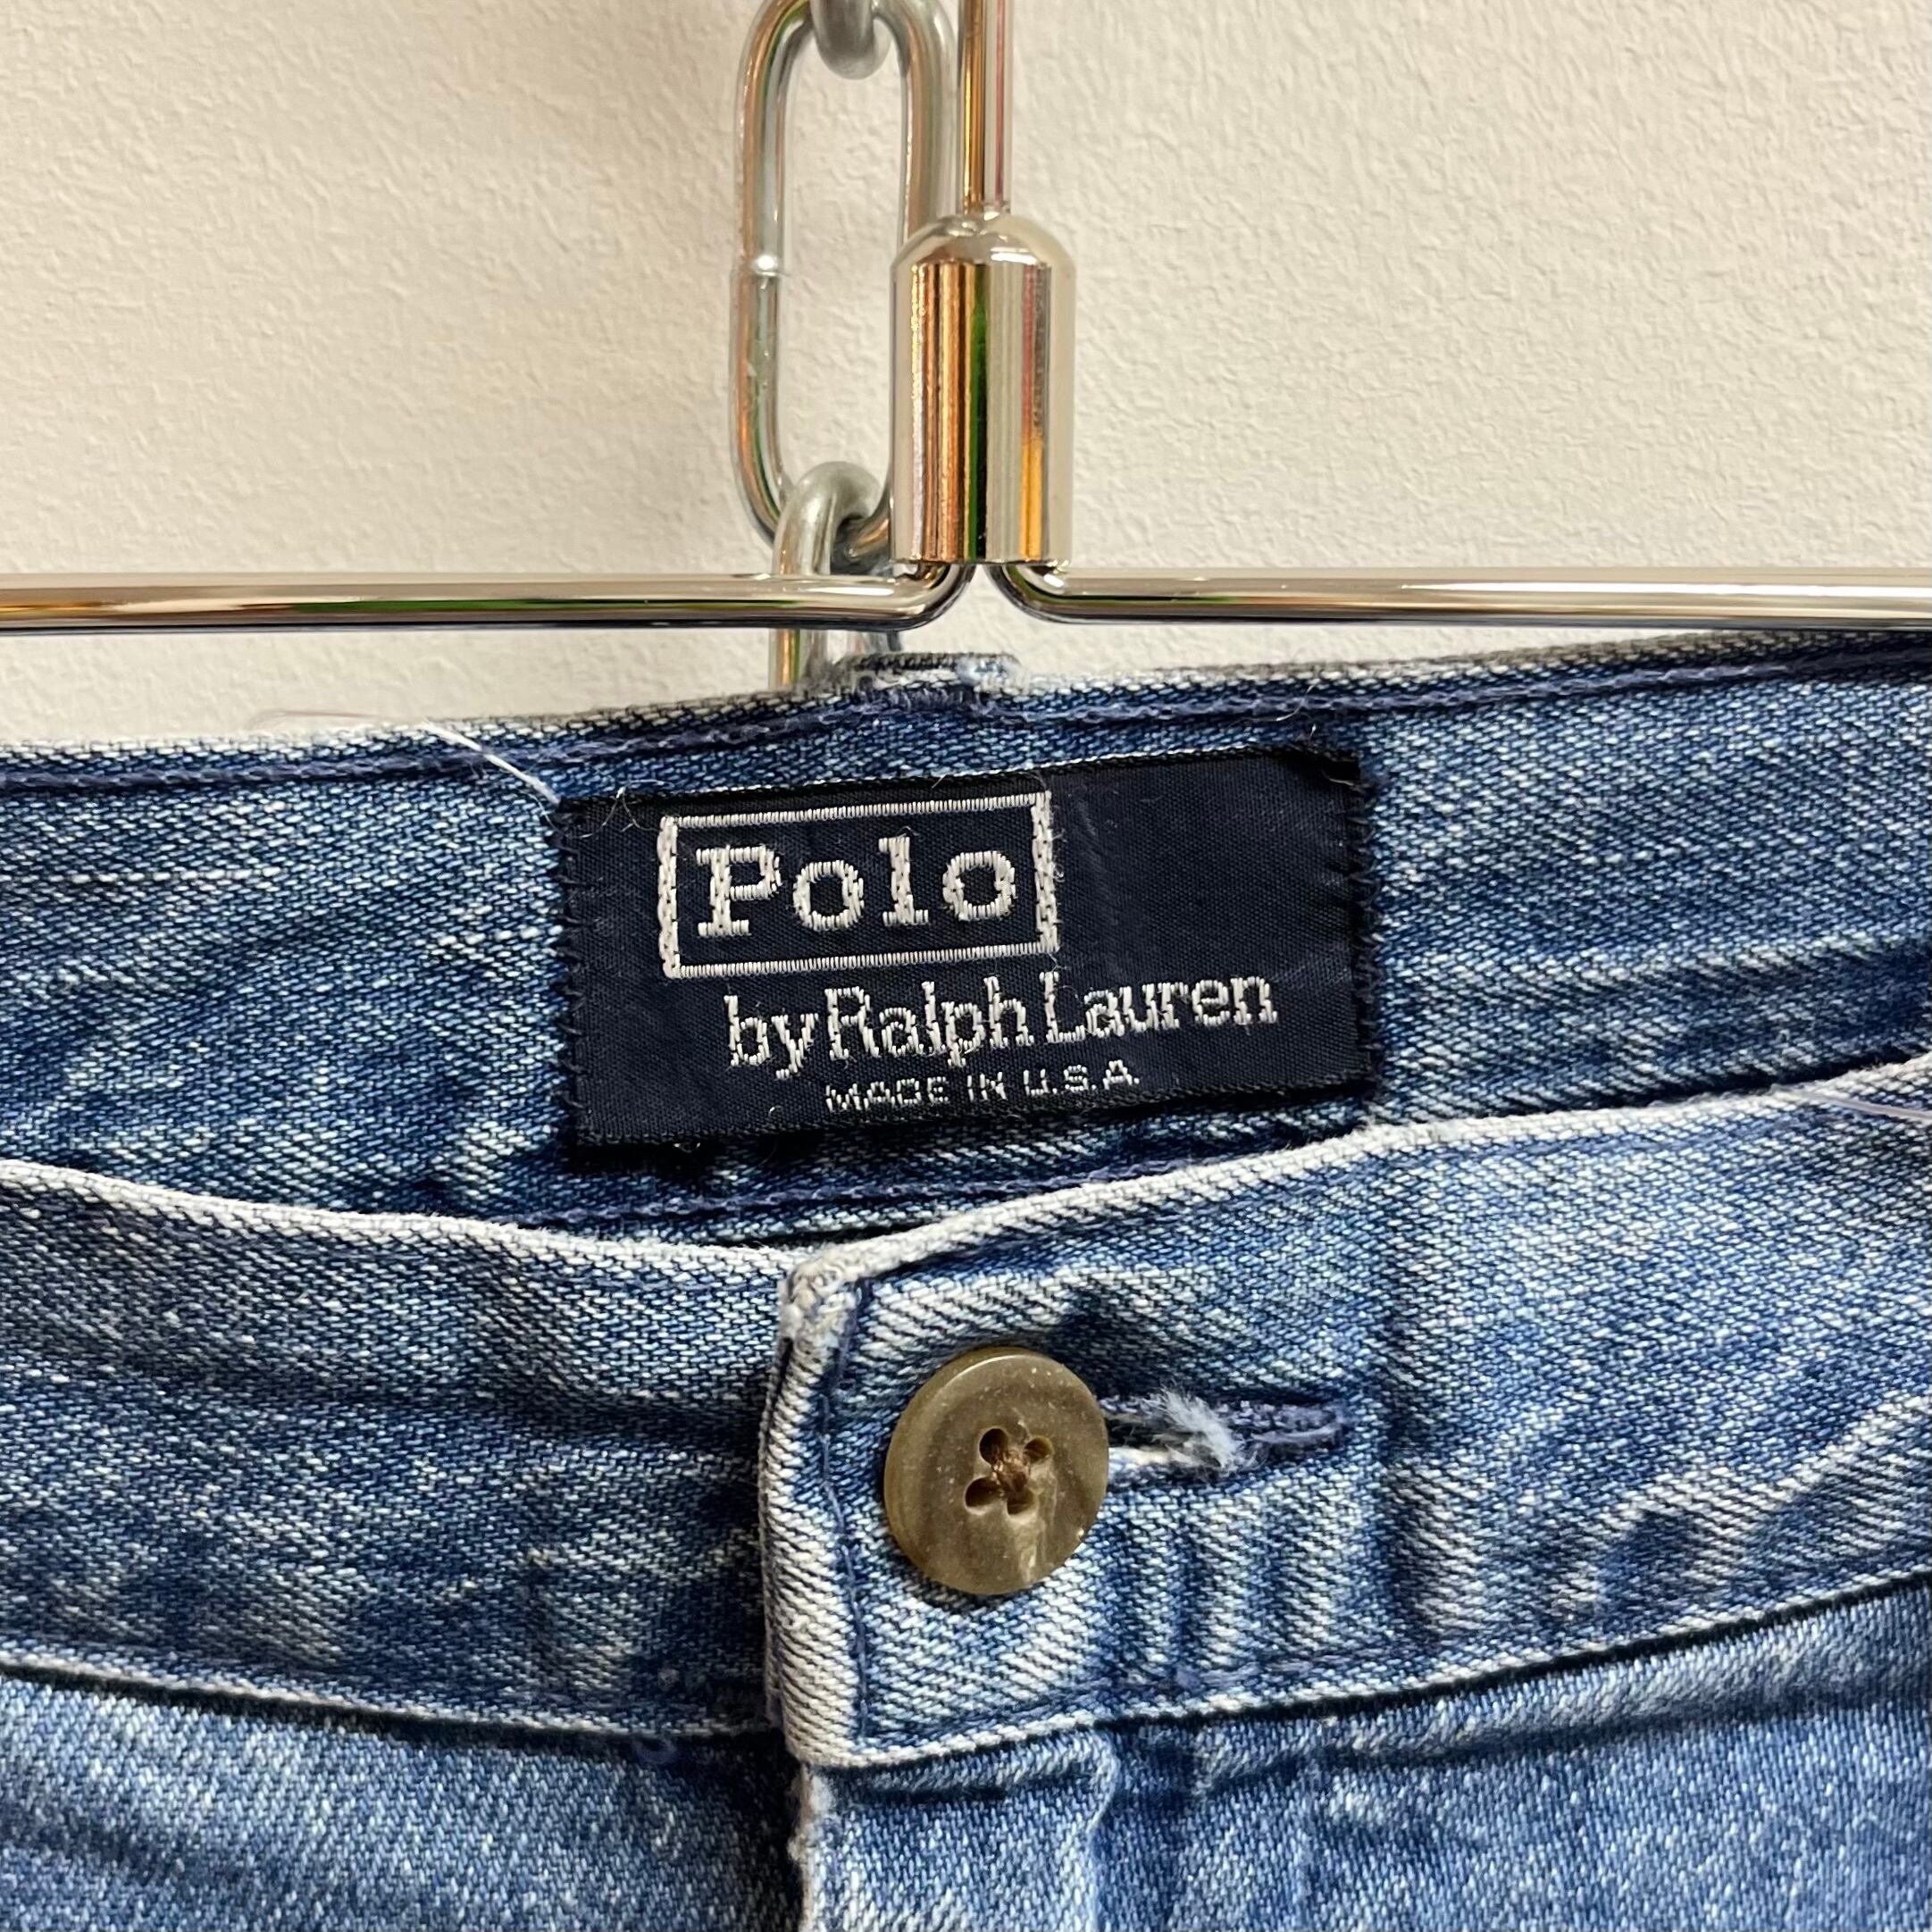 Polo
by Ralph Lauren
MADE IN U.S.A.